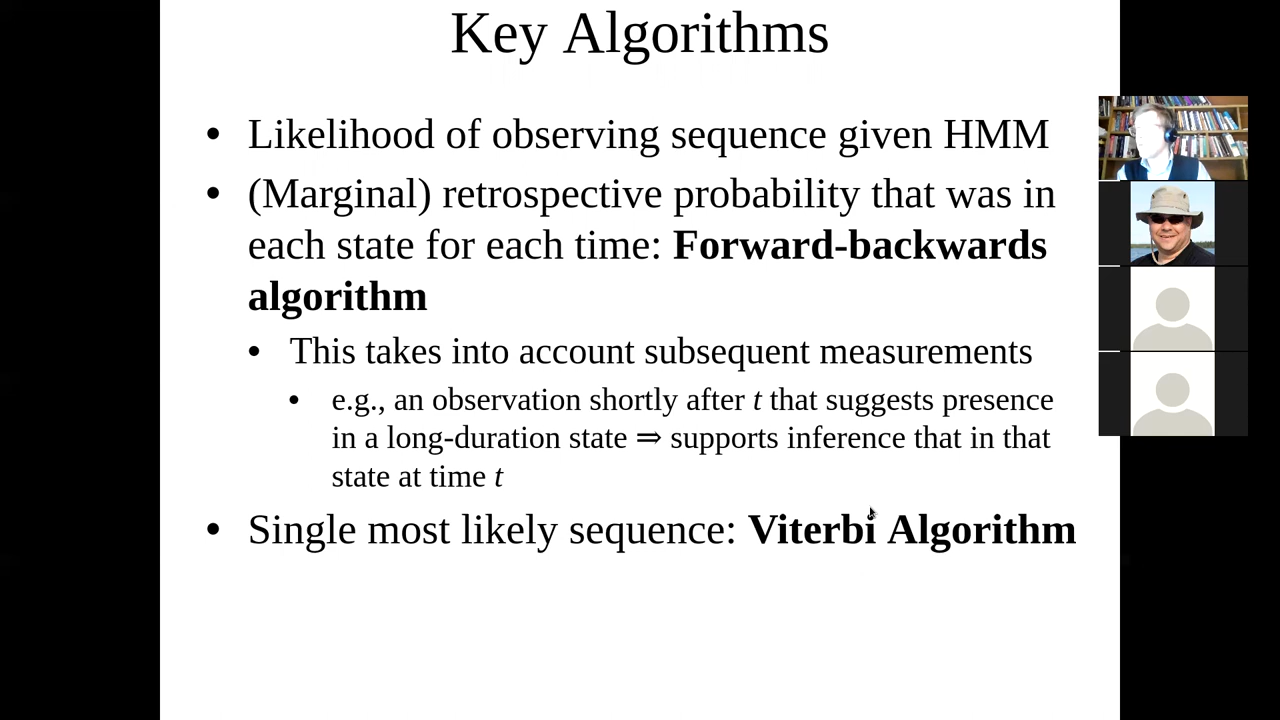 Key Algorithms
• Likelihood of observing sequence given HMM
• (Marginal) retrospective probability that was in
each state for each time: Forward-backwards
algorithm
• This takes into account subsequent measurements
• e.g., an observation shortly after t that suggests presence
in a long-duration state ⇒ supports inference that in that
state at time t
• Single most likely sequence: Viterbi Algorithm